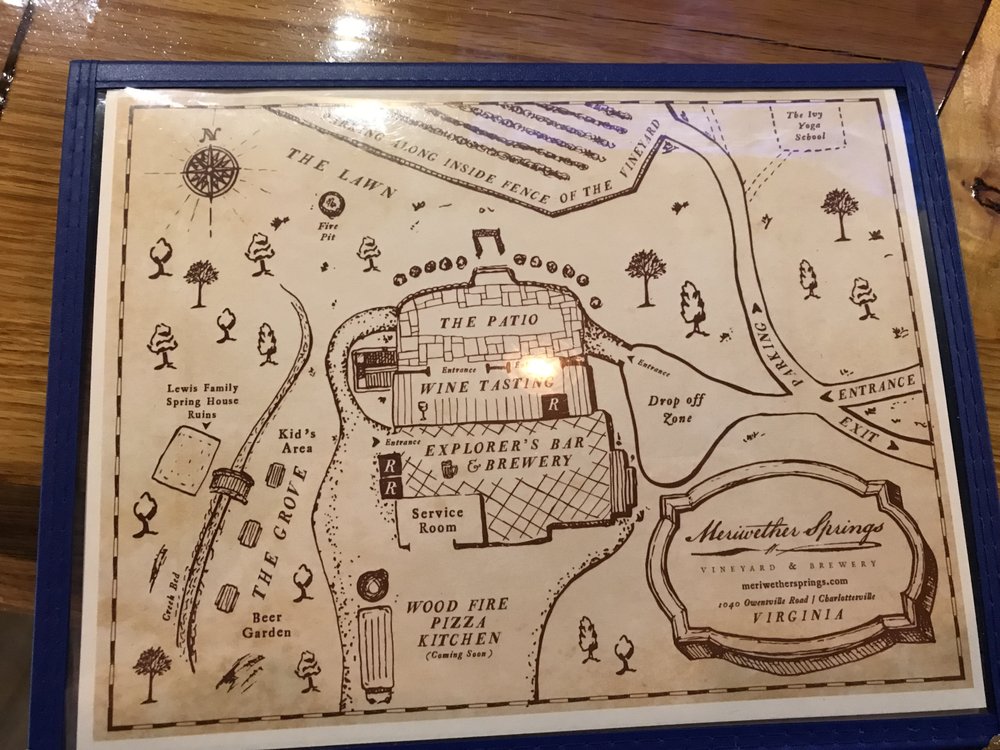 N
THE LAWN
Fire
Pit
PARKING ALONG INSIDE FENCE OF THE VINEYARD
The Ivy
Yoga
School
THE PATIO
Entrance
WINE TASTING
R
Entrance
Drop off
Zone
PARKING
ENTRANCE
EXIT
Lewis Family
Spring House
Ruins
Kid's
Area
THE GROVE
Creek Bed
Beer
Garden
Entrance
EXPLORER'S BAR
& BREWERY
R
R
Service
Room
WOOD FIRE
PIZZA
KITCHEN
(Coming Soon)
Meriwether Springs
VINEYARD & BREWERY
meriwethersprings.com
1040 Owensville Road | Charlottesville
VIRGINIA